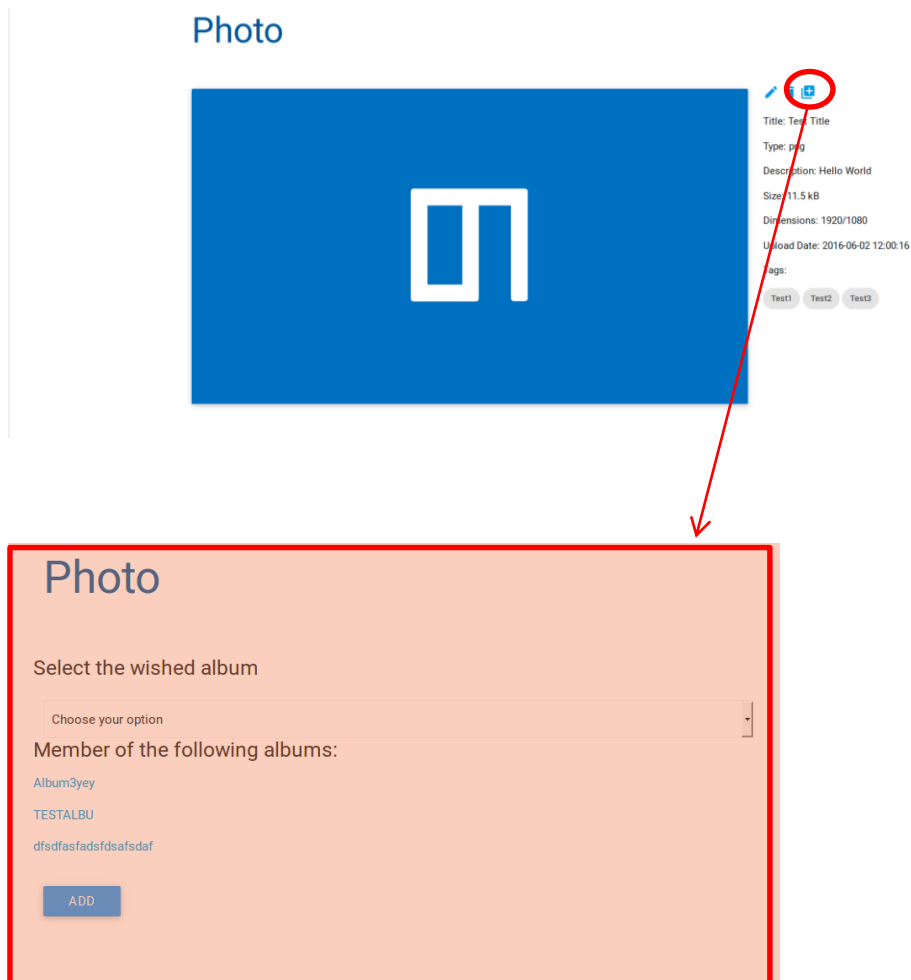 Photo
Title: Test Title
Type: png
Description: Hello World
Size: 11.5 kB
Dimensions: 1920/1080
Upload Date: 2016-06-02 12:00:16
Tags:
Test1 Test2 Test3
Photo
Select the wished album
Choose your option
Member of the following albums:
Album3yey
TESTALBU
dfsdfasfadsfdsafsdaf
ADD